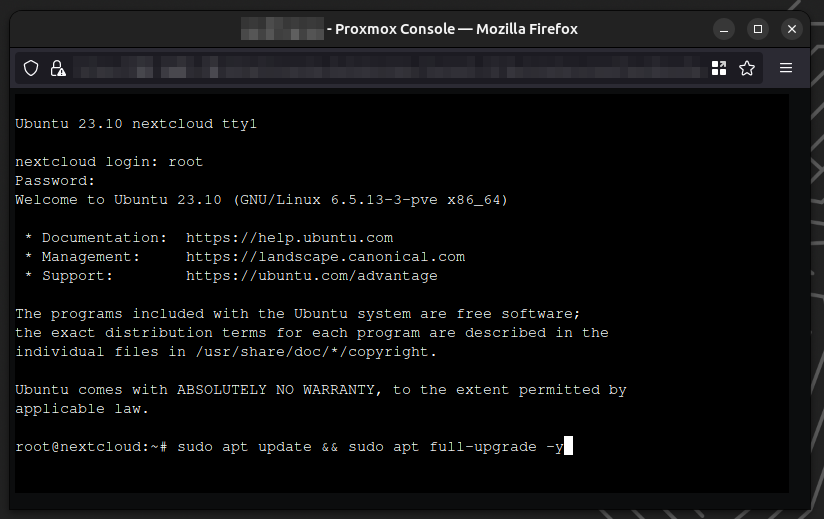 - Proxmox Console — Mozilla Firefox
Ubuntu 23.10 nextcloud tty1
nextcloud login: root
Password:
Welcome to Ubuntu 23.10 (GNU/Linux 6.5.13-3-pve x86_64)
* Documentation:  https://help.ubuntu.com
* Management:     https://landscape.canonical.com
* Support:        https://ubuntu.com/advantage
The programs included with the Ubuntu system are free software;
the exact distribution terms for each program are described in the
individual files in /usr/share/doc/*/copyright.
Ubuntu comes with ABSOLUTELY NO WARRANTY, to the extent permitted by
applicable law.
root@nextcloud:~# sudo apt update && sudo apt full-upgrade -y